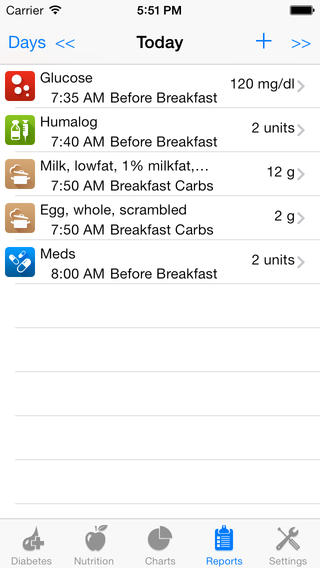 Carrier 5:51 PM
Days << Today + >>
Glucose 120 mg/dl
7:35 AM Before Breakfast
Humalog 2 units
7:40 AM Before Breakfast
Milk, lowfat, 1% milkfat,... 12 g
7:50 AM Breakfast Carbs
Egg, whole, scrambled 2 g
7:50 AM Breakfast Carbs
Meds 2 units
8:00 AM Before Breakfast
Diabetes Nutrition Charts Reports Settings